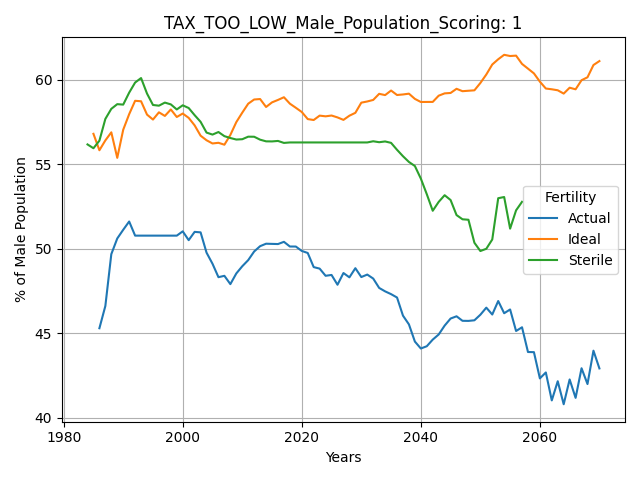 TAX_TOO_LOW_Male_Population_Scoring: 1
% of Male Population
60
55
50
45
40
Fertility
Actual
Ideal
Sterile
1980 2000 2020 2040 2060
Years